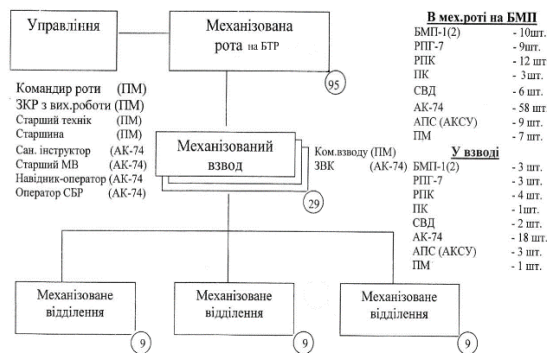 Управління
Механізована
рота на БТР
95
Командир роти (ПМ)
ЗКР з вих.роботи (ПМ)
Старший технік (ПМ)
Старшина (ПМ)
Сан. інструктор (АК-74
Старший МВ (АК-74)
Навідник-оператор (АК-74
Оператор СБР (АК-74)
Механізований
взвод
29
Ком.взводу (ПМ)
ЗВК (АК-74)
В мех.роті на БМП
БМП-1(2) - 10шт.
РПГ-7 - 9шт.
РПК - 12 шт
ПК - 3 шт.
СВД - 6 шт.
АК-74 - 58 шт
АПС (АКСУ) - 9 шт.
ПМ - 7 шт.
У взводі
БМП-1(2) - 3 шт.
РПГ-7 - 3 шт.
РПК - 4 шт.
ПК - 1шт.
СВД - 2 шт.
АК-74 - 18 шт.
АПС (АКСУ) - 3 шт.
ПМ - 1 шт.
Механізоване
відділення
9
Механізоване
відділення
9
Механізоване
відділення
9